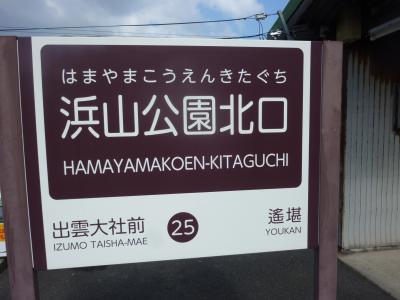 はまやまこうえんきたぐち
浜山公園北口
HAMAYAMAKOEN-KITAGUCHI
出雲大社前 25 遙堪
IZUMO TAISHA-MAE YOUKAN